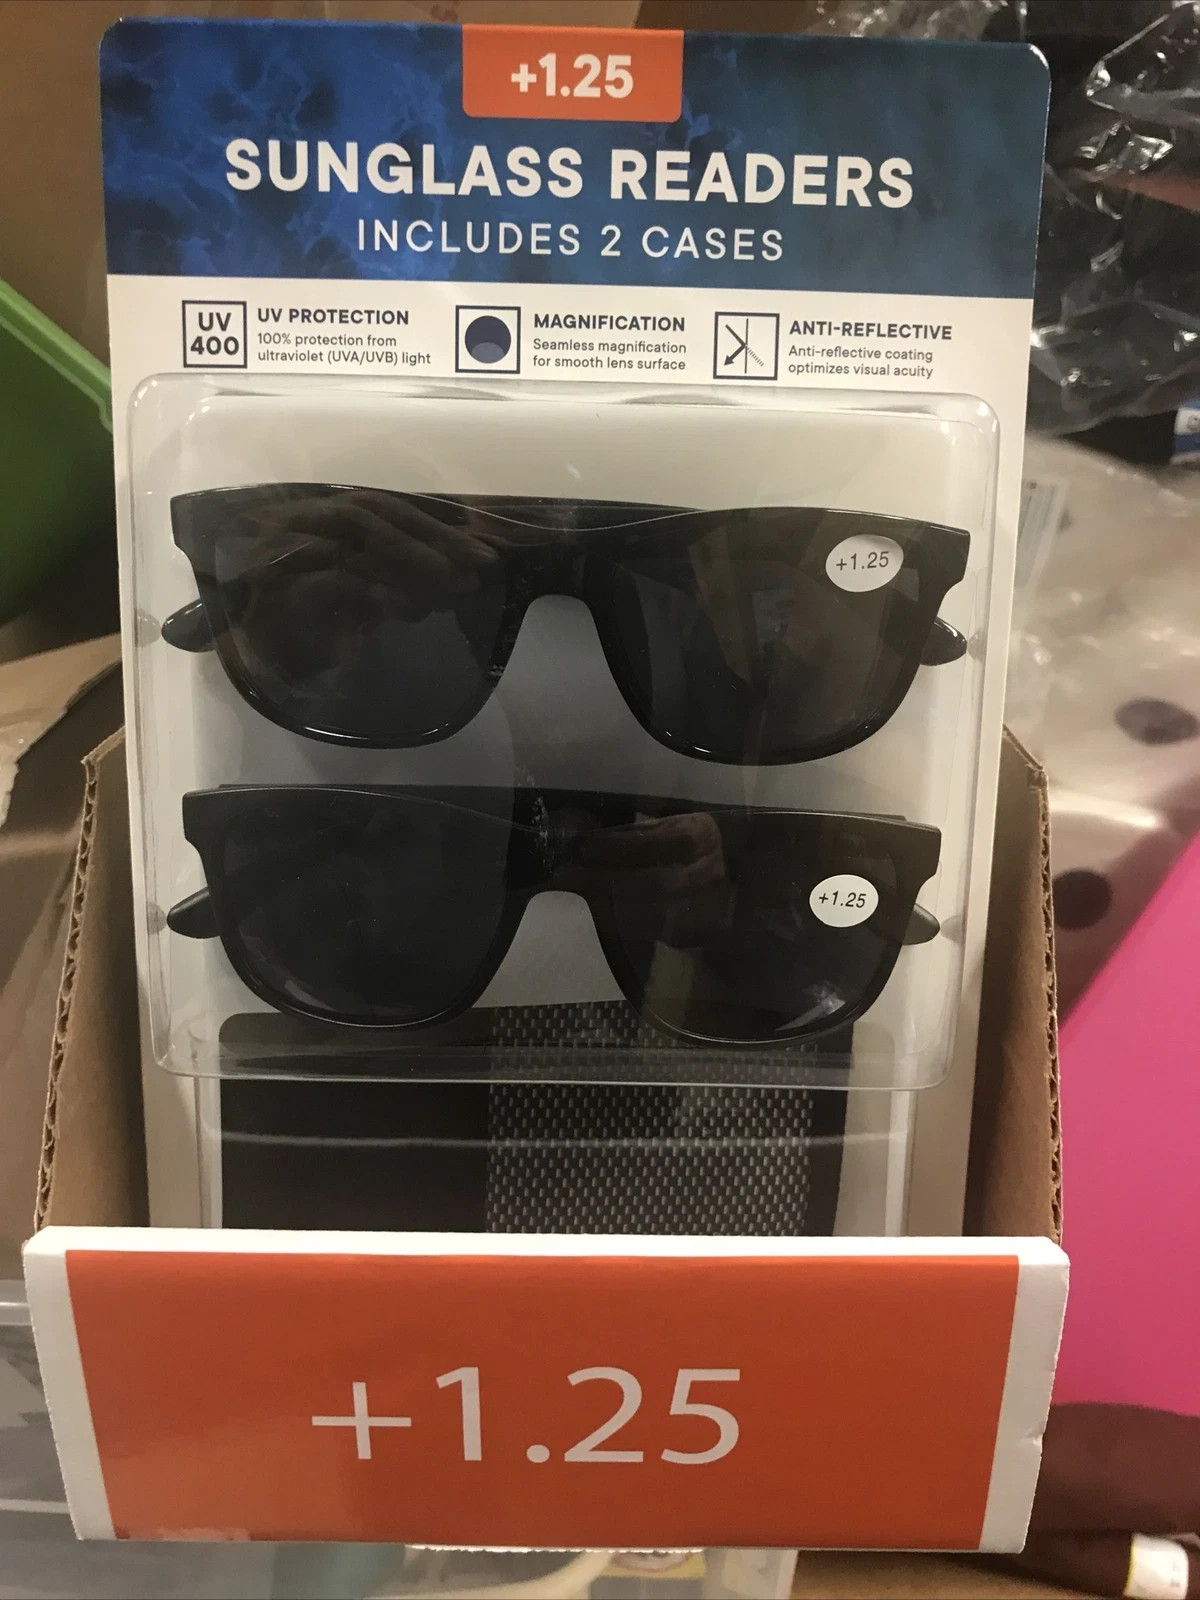 +1.25
SUNGLASS READERS
INCLUDES 2 CASES
UV
400
UV PROTECTION
100% protection from
ultraviolet (UVA/UVB) light
MAGNIFICATION
Seamless magnification
for smooth lens surface
ANTI-REFLECTIVE
Anti-reflective coating
optimizes visual acuity
+1.25
+1.25
+1.25